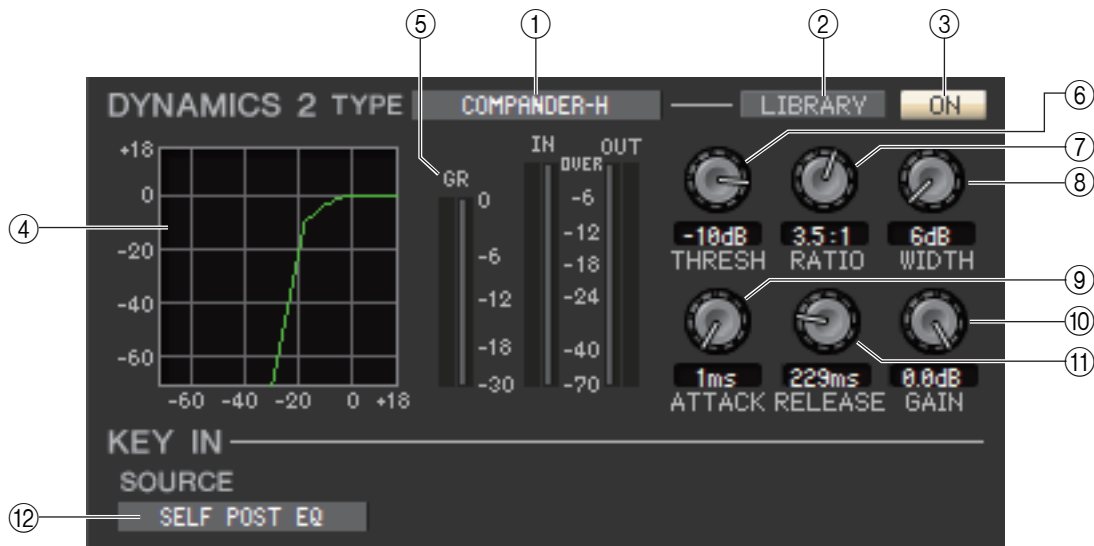 ⑤ ① ② ③
DYNAMICS 2 TYPE COMPANDER-H LIBRARY ON
⑥
⑦
⑧
④
+18
0
-20
-40
-60
-60 -40 -20 0 +18
GR
0
-6
-12
-18
-30
IN OUT
OVER
-6
-12
-18
-24
-40
-70
-10dB 3.5:1 6dB
THRESH RATIO WIDTH
⑨
⑩
⑪
1ms 229ms 0.0dB
ATTACK RELEASE GAIN
KEY IN
SOURCE
⑫ SELF POST EQ